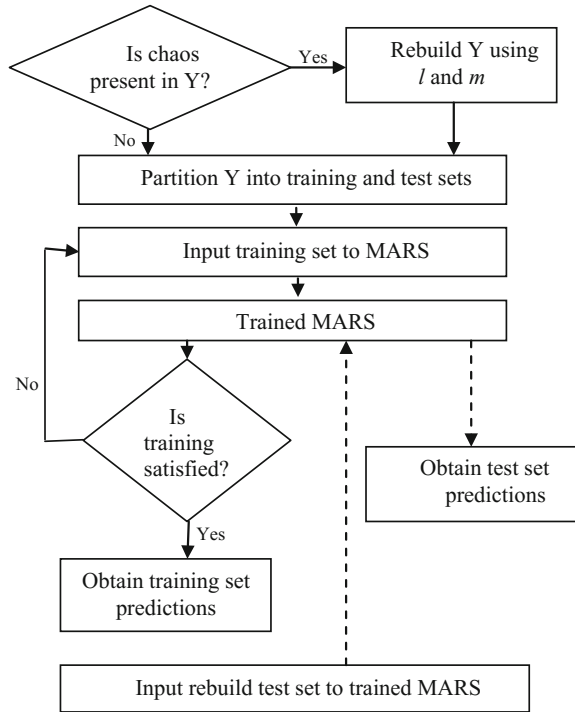 Is chaos
present in Y?
Yes
Rebuild Y using
l and m
No
Partition Y into training and test sets
Input training set to MARS
Trained MARS
No
Is
training
satisfied?
Obtain test set
predictions
Yes
Obtain training set
predictions
Input rebuild test set to trained MARS